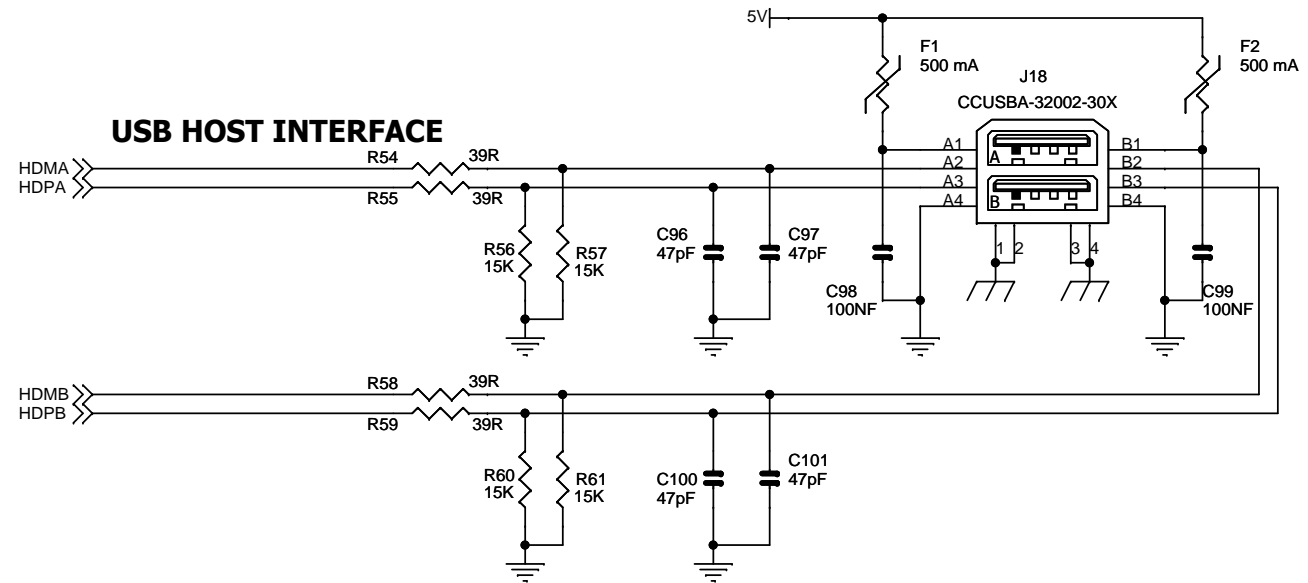 5V
F1
500 mA
F2
500 mA
J18
CCUSBA-32002-30X
USB HOST INTERFACE
HDMA
HDPA
R54
39R
R55
39R
A1
A2
A3
A4
A
B
B1
B2
B3
B4
1
2
3
4
R56
15K
R57
15K
C96
47pF
C97
47pF
C98
100NF
C99
100NF
HDMB
HDPB
R58
39R
R59
39R
R60
15K
R61
15K
C100
47pF
C101
47pF